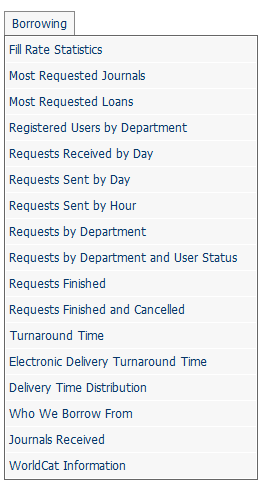 Borrowing
Fill Rate Statistics
Most Requested Journals
Most Requested Loans
Registered Users by Department
Requests Received by Day
Requests Sent by Day
Requests Sent by Hour
Requests by Department
Requests by Department and User Status
Requests Finished
Requests Finished and Cancelled
Turnaround Time
Electronic Delivery Turnaround Time
Delivery Time Distribution
Who We Borrow From
Journals Received
WorldCat Information